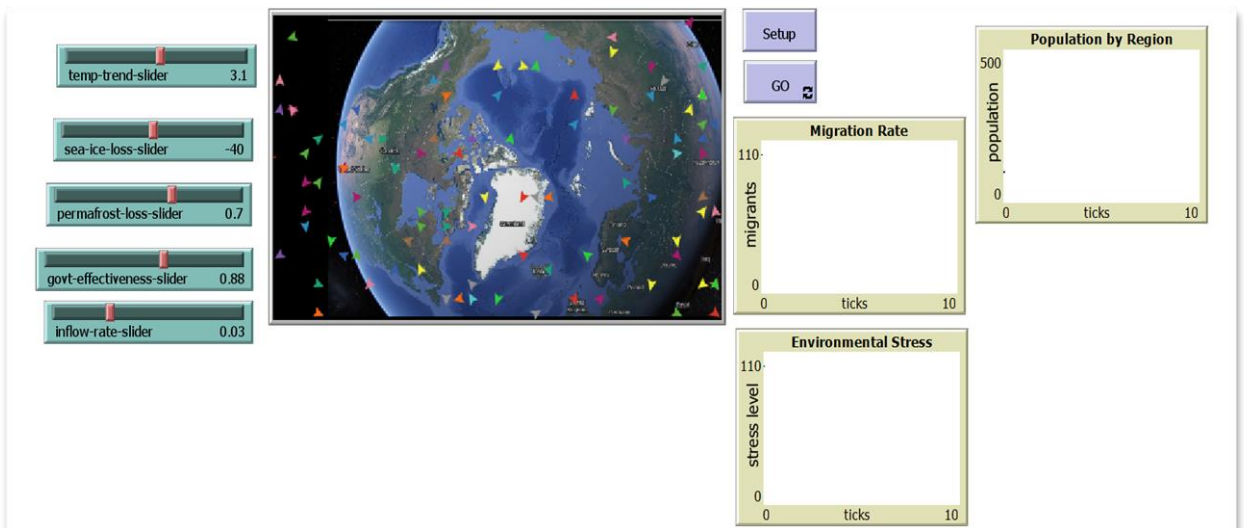 temp-trend-slider 3.1
sea-ice-loss-slider -40
permafrost-loss-slider 0.7
govt-effectiveness-slider 0.88
inflow-rate-slider 0.03
Setup
GO
Migration Rate
110
migrants
0
0 ticks 10
Environmental Stress
110
stress level
0
0 ticks 10
Population by Region
500
population
0
0 ticks 10